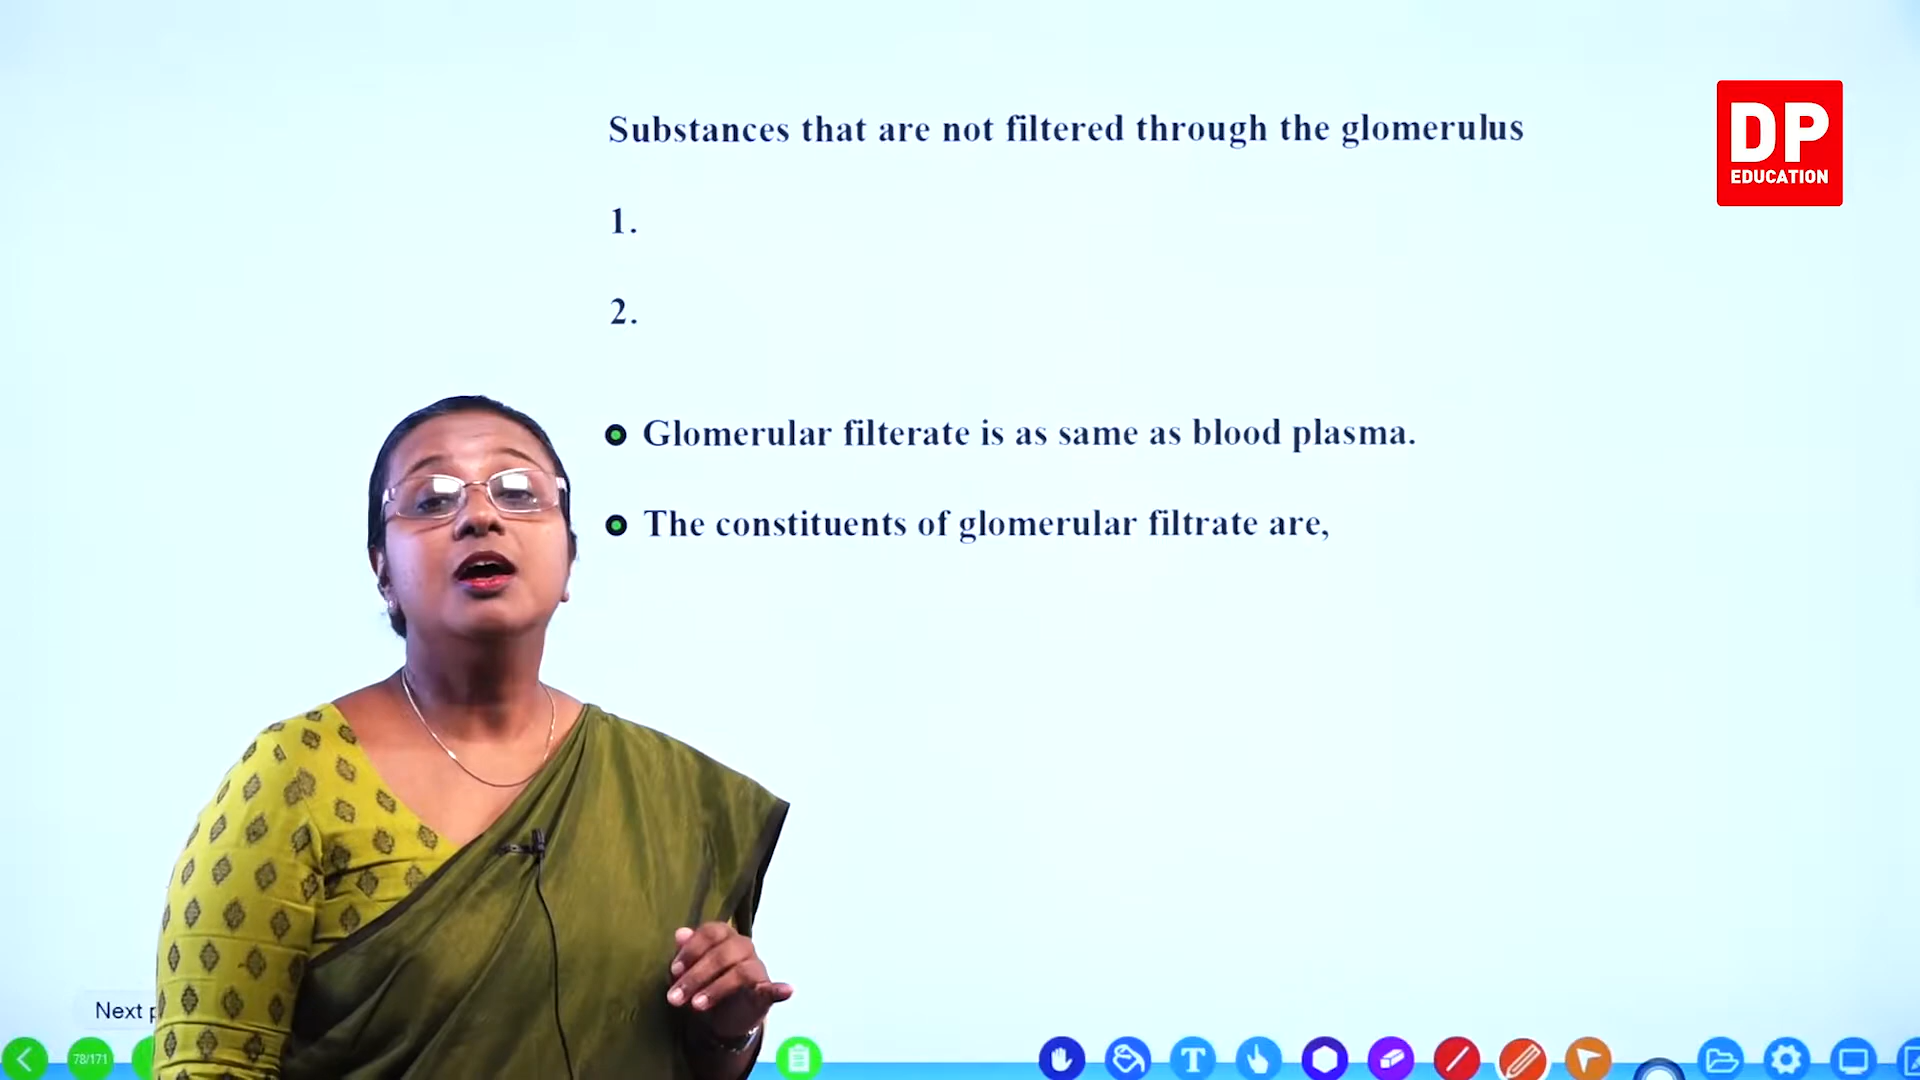 Substances that are not filtered through the glomerulus
DP
EDUCATION
1.
2.
Glomerular filterate is as same as blood plasma.
The constituents of glomerular filtrate are,
Next
78/171
T